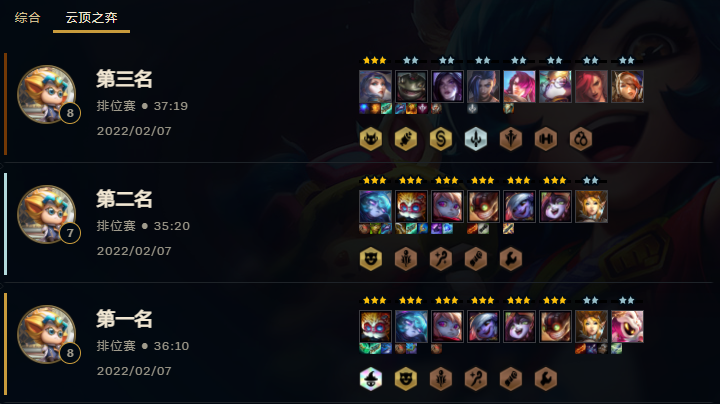 综合 云顶之弈
第三名
排位赛 ● 37:19
2022/02/07
8
第二名
排位赛 ● 35:20
2022/02/07
7
第一名
排位赛 ● 36:10
2022/02/07
8